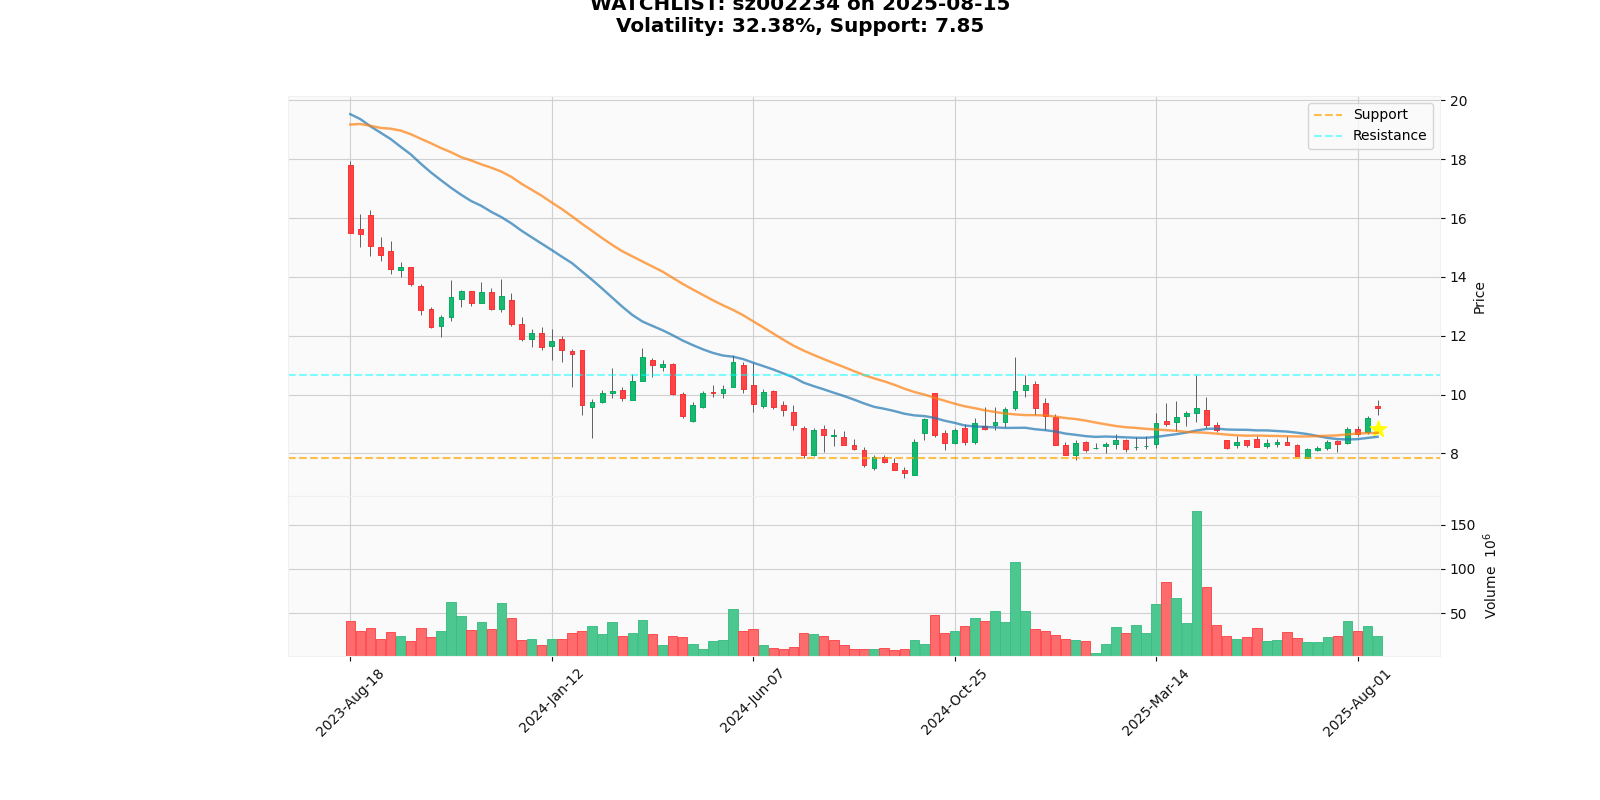 WATCHLIST: sz002234 on 2025-08-15
Volatility: 32.38%, Support: 7.85
Support
Resistance
20
18
16
14
12
10
8
Price
150
100
50
Volume 10^6
2023-Aug-18
2024-Jan-12
2024-Jun-07
2024-Oct-25
2025-Mar-14
2025-Aug-01